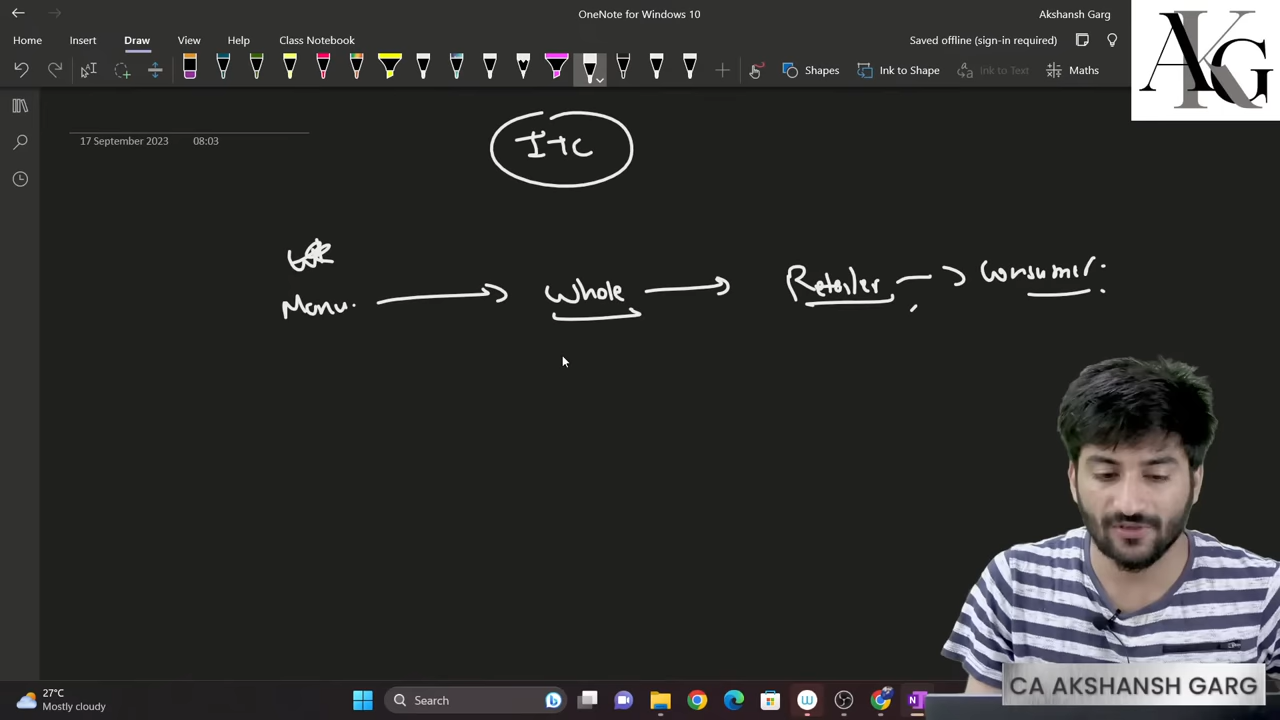 OneNote for Windows 10
Akshansh Garg
Home Insert Draw View Help Class Notebook
Saved offline (sign-in required)
Shapes Ink to Shape Ink to Text Maths
AKG
17 September 2023 08:03
ITC
Manu. Whole Retailer Consumer
CA AKSHANSH GARG
27°C
Mostly cloudy
Search